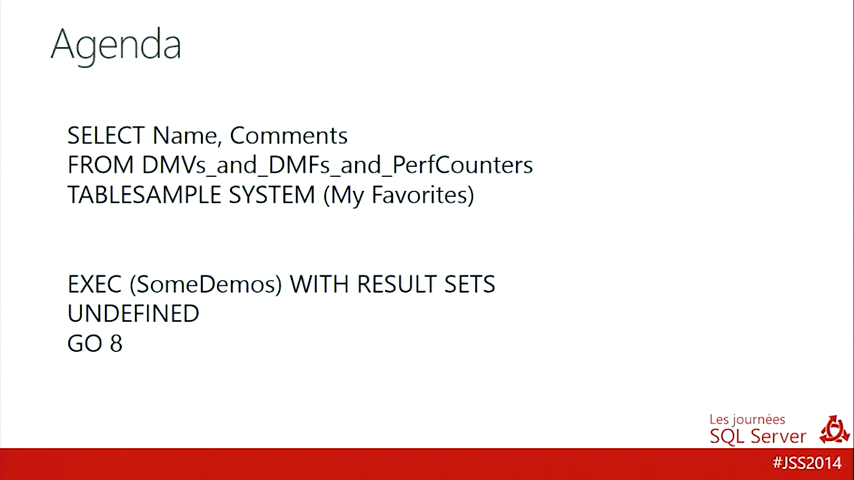 Agenda
SELECT Name, Comments
FROM DMVs_and_DMFs_and_PerfCounters
TABLESAMPLE SYSTEM (My Favorites)
EXEC (SomeDemos) WITH RESULT SETS
UNDEFINED
GO 8
Les journées
SQL Server
#JSS2014